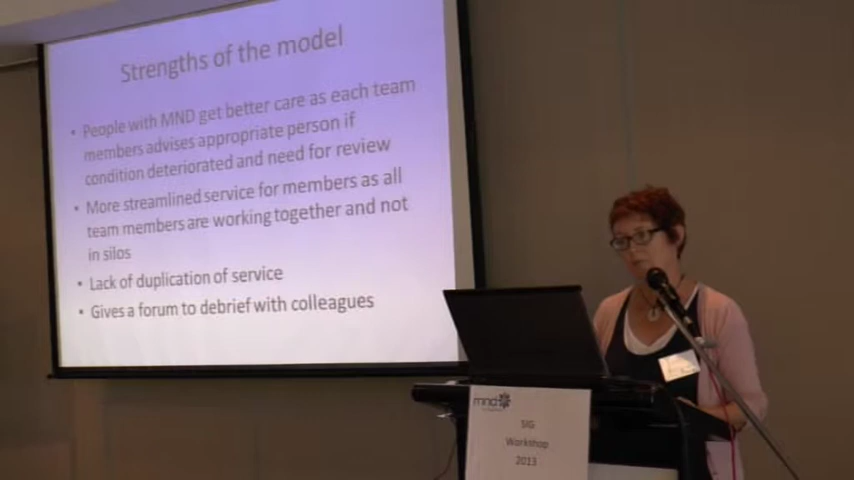 Strengths of the model
• People with MND get better care as each team
members advises appropriate person if
condition deteriorated and need for review
• More streamlined service for members as all
team members are working together and not
in silos
• Lack of duplication of service
• Gives a forum to debrief with colleagues
mnd
SIG
Workshop
2013